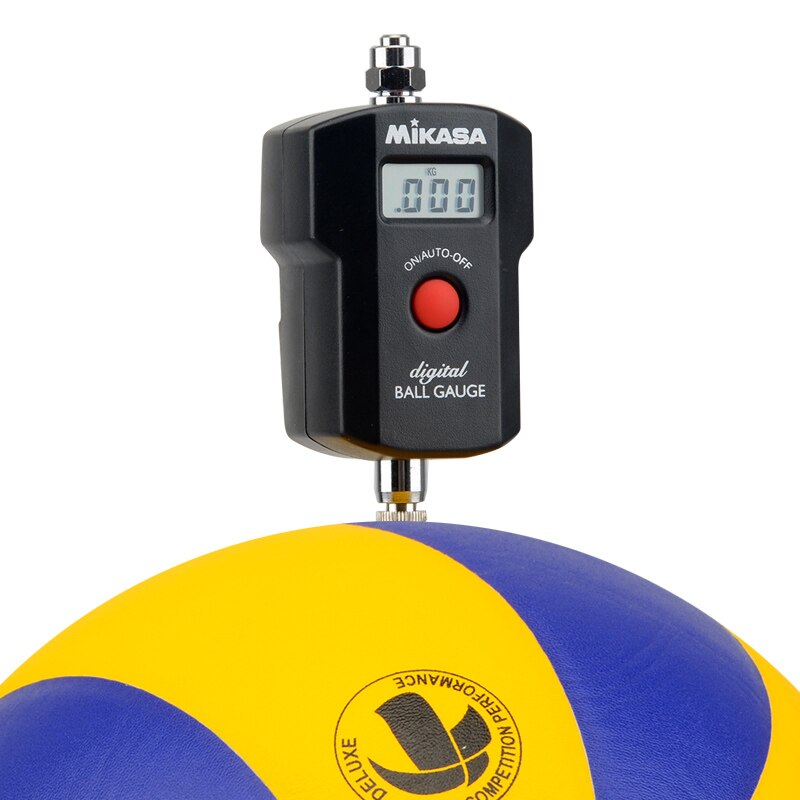 MiKASA
KG
.000
ON/AUTO-OFF
digital
BALL GAUGE
DELUXE
COMPETITION PERFORMANCE